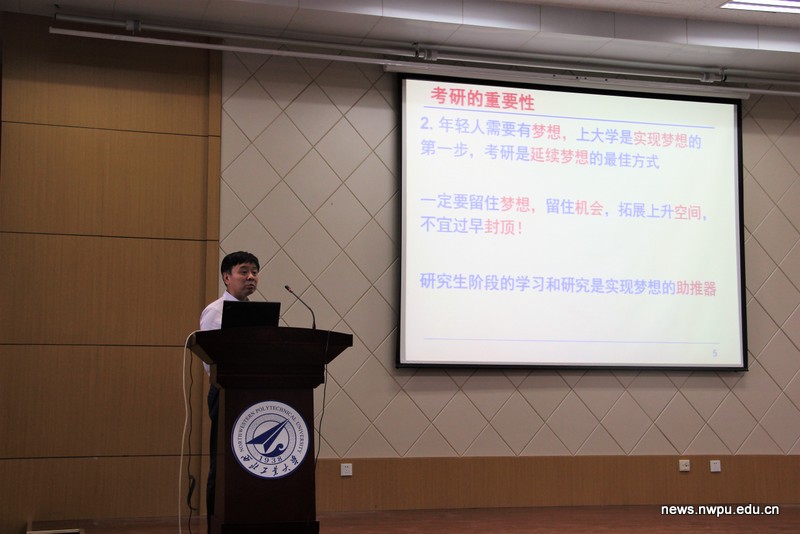 考研的重要性
2. 年轻人需要有梦想，上大学是实现梦想的
第一步，考研是延续梦想的最佳方式
一定要留住梦想，留住机会，拓展上升空间，
不宜过早封顶！
研究生阶段的学习和研究是实现梦想的助推器
5
NORTHWESTERN POLYTECHNICAL UNIVERSITY
西北工业大学
news.nwpu.edu.cn